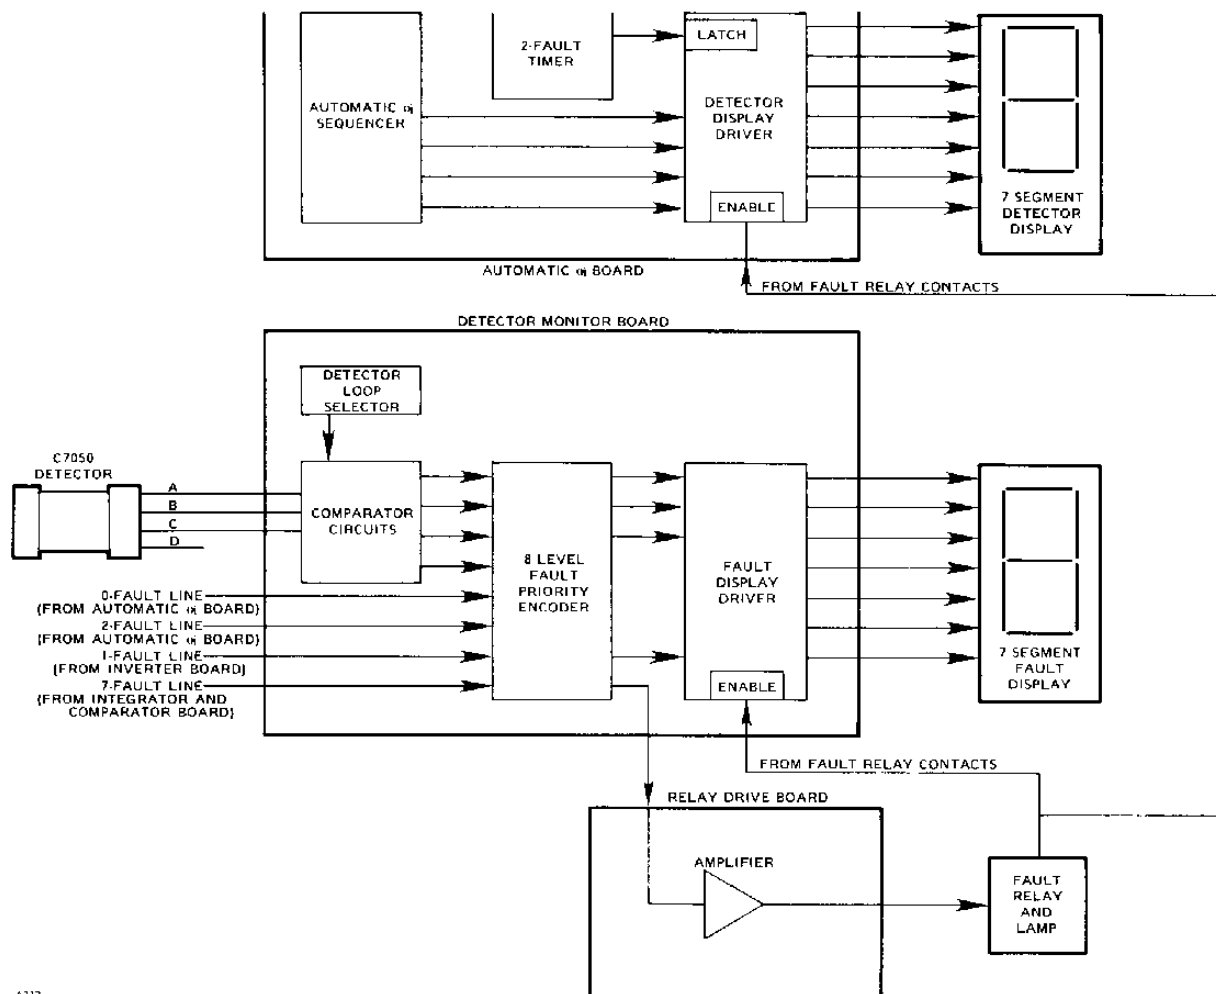 2-FAULT
TIMER
LATCH
AUTOMATIC oi
SEQUENCER
DETECTOR
DISPLAY
DRIVER
ENABLE
7 SEGMENT
DETECTOR
DISPLAY
AUTOMATIC oi BOARD
FROM FAULT RELAY CONTACTS
DETECTOR MONITOR BOARD
DETECTOR
LOOP
SELECTOR
C7050
DETECTOR
A
B
C
D
COMPARATOR
CIRCUITS
8 LEVEL
FAULT
PRIORITY
ENCODER
FAULT
DISPLAY
DRIVER
ENABLE
7 SEGMENT
FAULT
DISPLAY
0-FAULT LINE
(FROM AUTOMATIC oi BOARD)
2-FAULT LINE
(FROM AUTOMATIC oi BOARD)
1-FAULT LINE
(FROM INVERTER BOARD)
7-FAULT LINE
(FROM INTEGRATOR AND
COMPARATOR BOARD)
FROM FAULT RELAY CONTACTS
RELAY DRIVE BOARD
AMPLIFIER
FAULT
RELAY
AND
LAMP